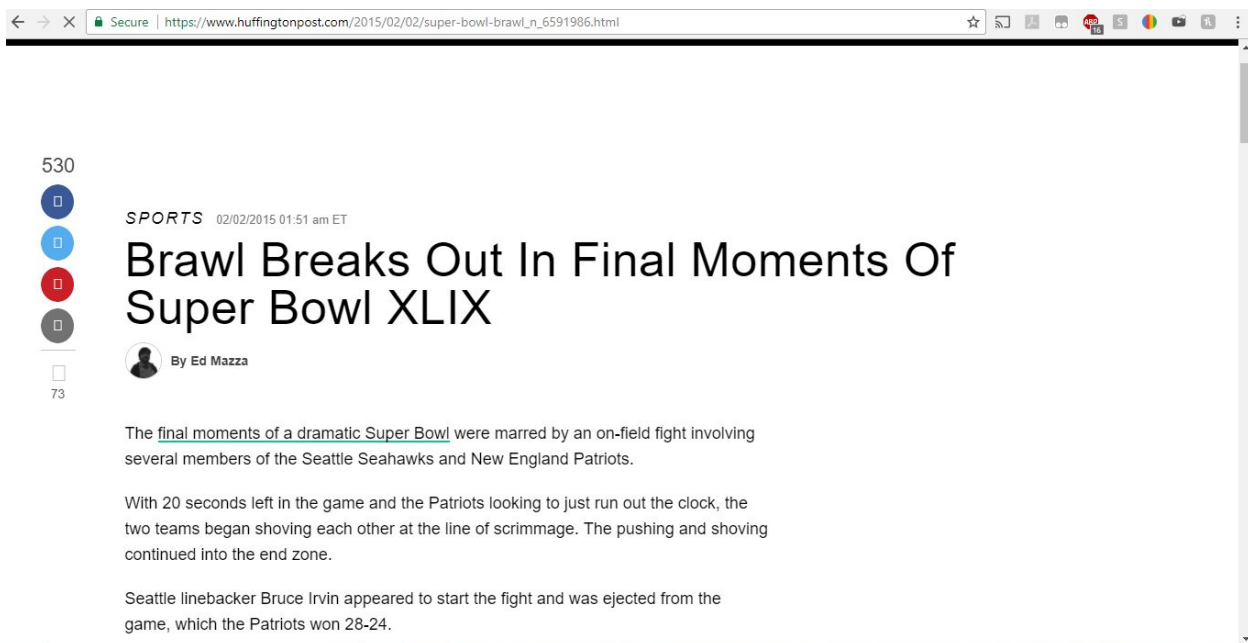 Secure | https://www.huffingtonpost.com/2015/02/02/super-bowl-brawl_n_6591986.html
ABP
16
S
530
SPORTS 02/02/2015 01:51 am ET
Brawl Breaks Out In Final Moments Of
Super Bowl XLIX
By Ed Mazza
73
The final moments of a dramatic Super Bowl were marred by an on-field fight involving
several members of the Seattle Seahawks and New England Patriots.
With 20 seconds left in the game and the Patriots looking to just run out the clock, the
two teams began shoving each other at the line of scrimmage. The pushing and shoving
continued into the end zone.
Seattle linebacker Bruce Irvin appeared to start the fight and was ejected from the
game, which the Patriots won 28-24.